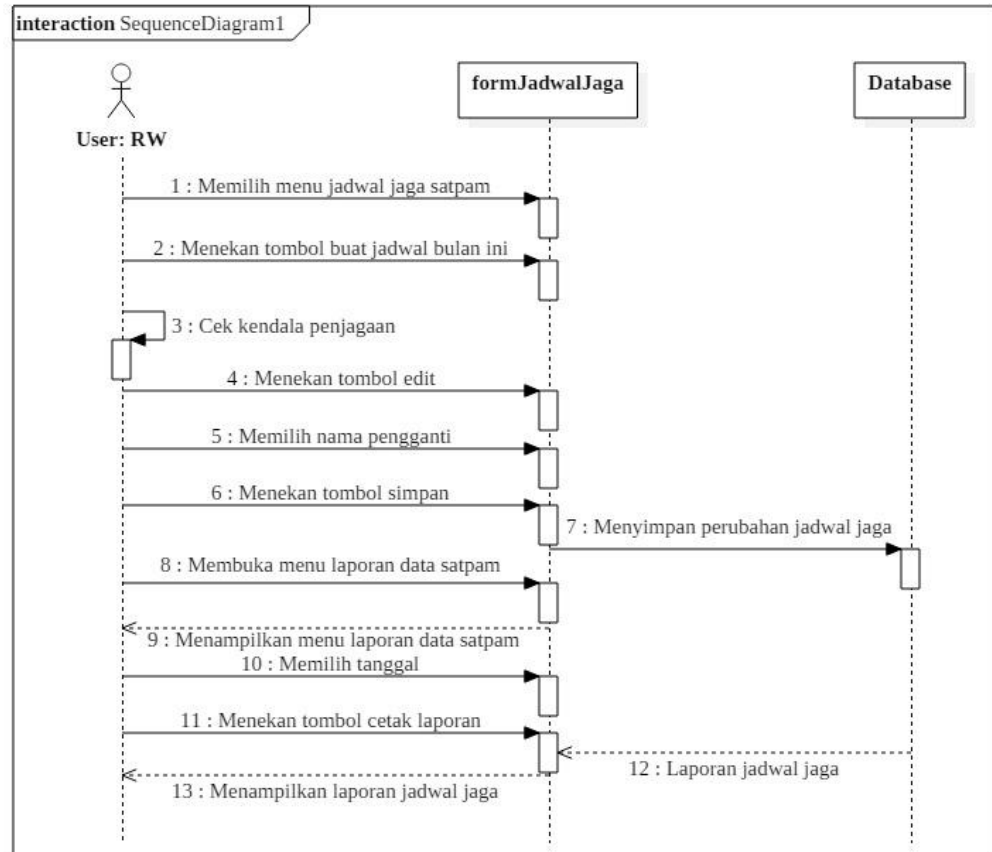 interaction SequenceDiagram1
formJadwalJaga
Database
User: RW
1 : Memilih menu jadwal jaga satpam
2 : Menekan tombol buat jadwal bulan ini
3 : Cek kendala penjagaan
4 : Menekan tombol edit
5 : Memilih nama pengganti
6 : Menekan tombol simpan
7 : Menyimpan perubahan jadwal jaga
8 : Membuka menu laporan data satpam
9 : Menampilkan menu laporan data satpam
10 : Memilih tanggal
11 : Menekan tombol cetak laporan
12 : Laporan jadwal jaga
13 : Menampilkan laporan jadwal jaga